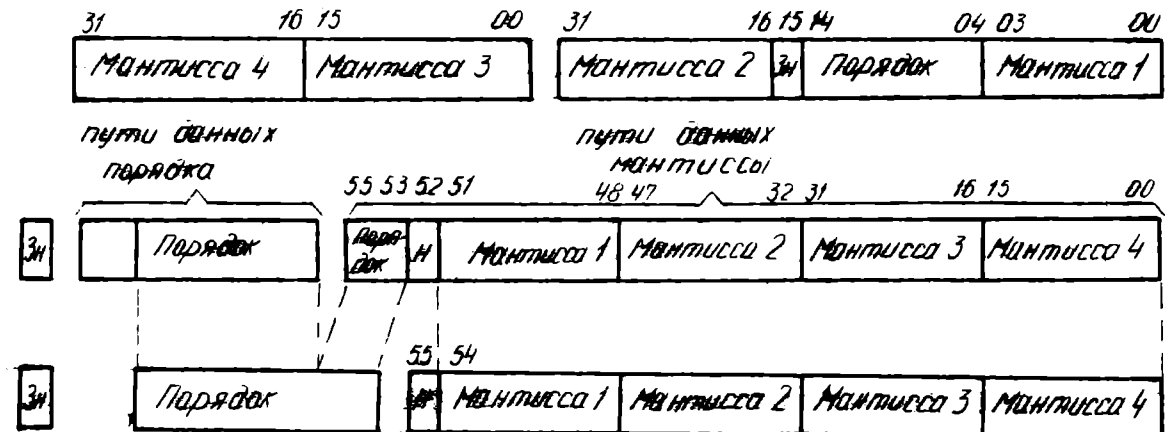 31 16 15 00 31 16 15 14 04 03 00
Мантисса 4 Мантисса 3 Мантисса 2 Зн Порядок Мантисса 1
пути данных пути данных
порядка мантиссы
55 53 52 51 48 47 32 31 16 15 00
Зн Порядок Поря- Н Мантисса 1 Мантисса 2 Мантисса 3 Мантисса 4
док
55 54
Зн Порядок Мантисса 1 Мантисса 2 Мантисса 3 Мантисса 4